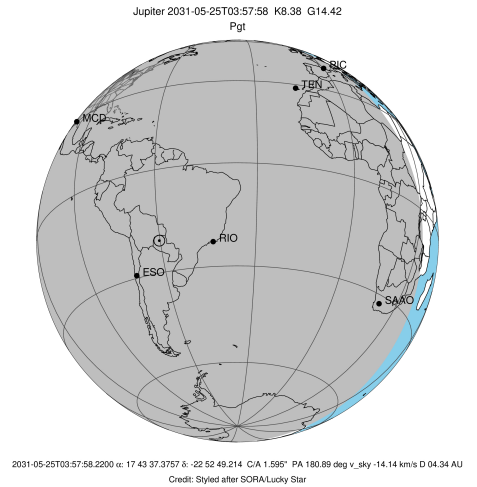 Jupiter 2031-05-25T03:57:58 K8.38 G14.42
Pgt
RIC
TEN
MCD
RIO
ESO
SAAO
2031-05-25T03:57:58.2200 α: 17 43 37.3757 δ: -22 52 49.214 C/A 1.595" PA 180.89 deg v_sky -14.14 km/s D 04.34 AU
Credit: Styled after SORA/Lucky Star